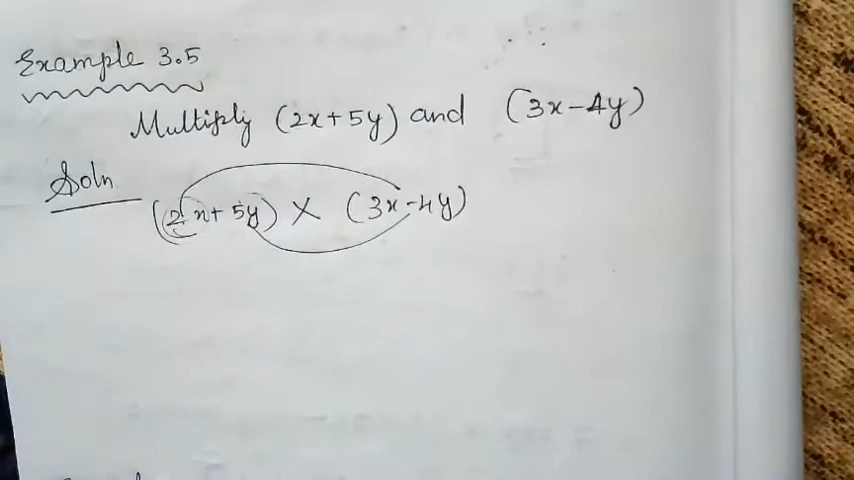 Example 3.5
Multiply (2x+5y) and (3x-4y)
Soln
(2x+5y) × (3x-4y)